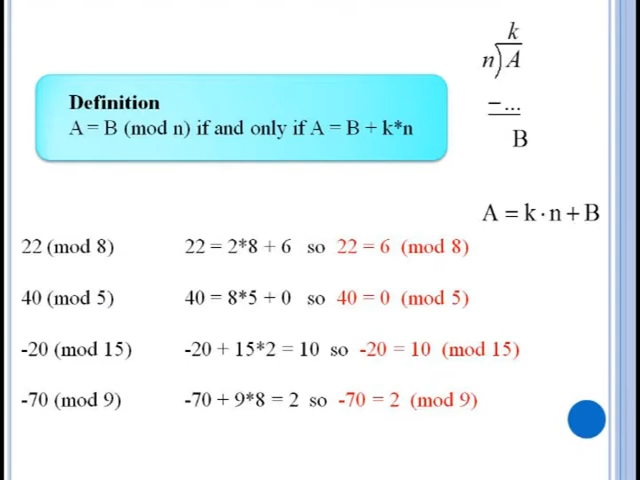 k
n)A
– ...
B
A = k · n + B
Definition
A = B (mod n) if and only if A = B + k*n
22 (mod 8) 22 = 2*8 + 6 so 22 = 6 (mod 8)
40 (mod 5) 40 = 8*5 + 0 so 40 = 0 (mod 5)
-20 (mod 15) -20 + 15*2 = 10 so -20 = 10 (mod 15)
-70 (mod 9) -70 + 9*8 = 2 so -70 = 2 (mod 9)